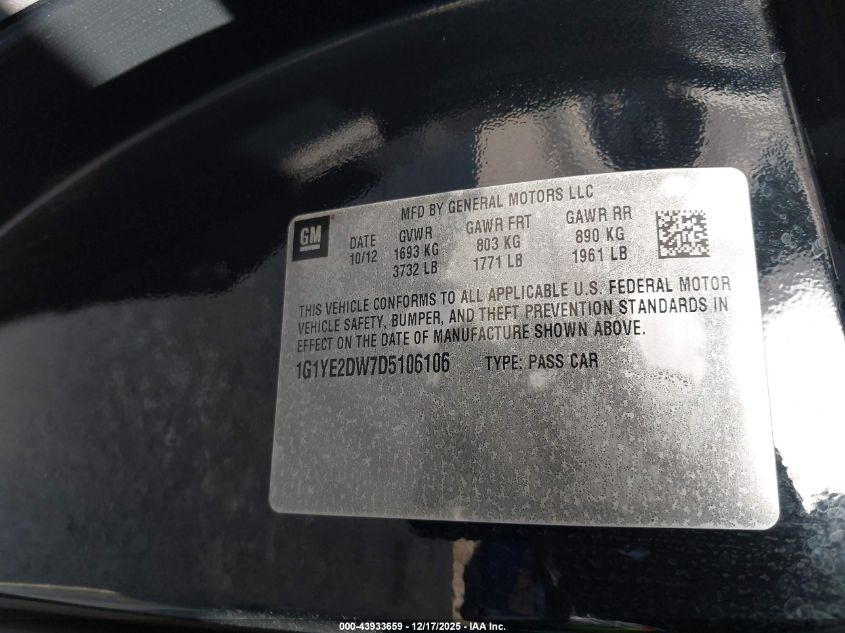 GM
MFD BY GENERAL MOTORS LLC
DATE GVWR GAWR FRT GAWR RR
10/12 1693 KG 803 KG 890 KG
3732 LB 1771 LB 1961 LB
THIS VEHICLE CONFORMS TO ALL APPLICABLE U.S. FEDERAL MOTOR
VEHICLE SAFETY, BUMPER, AND THEFT PREVENTION STANDARDS IN
EFFECT ON THE DATE OF MANUFACTURE SHOWN ABOVE.
1G1YE2DW7D5106106 TYPE: PASS CAR
000-43933659 - 12/17/2025 - IAA Inc.